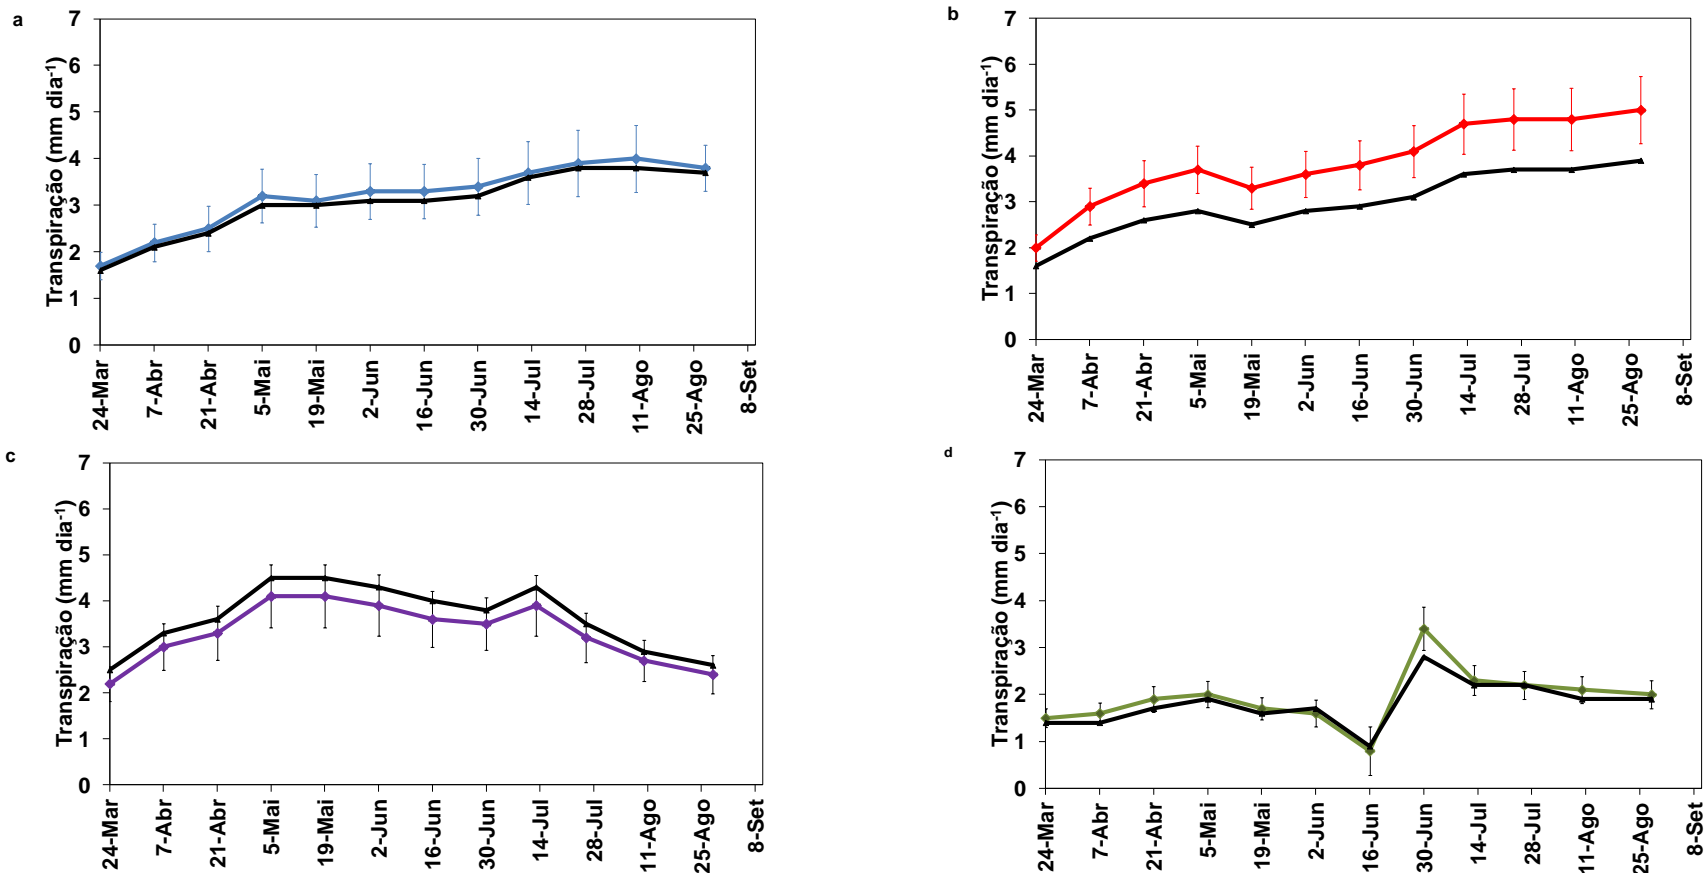 a
7
6
5
4
3
2
1
0
Transpiração (mm dia-1)
24-Mar
7-Abr
21-Abr
5-Mai
19-Mai
2-Jun
16-Jun
30-Jun
14-Jul
28-Jul
11-Ago
25-Ago
8-Set
b
7
6
5
4
3
2
1
0
Transpiração (mm dia-1)
24-Mar
7-Abr
21-Abr
5-Mai
19-Mai
2-Jun
16-Jun
30-Jun
14-Jul
28-Jul
11-Ago
25-Ago
8-Set
c
7
6
5
4
3
2
1
0
Transpiração (mm dia-1)
24-Mar
7-Abr
21-Abr
5-Mai
19-Mai
2-Jun
16-Jun
30-Jun
14-Jul
28-Jul
11-Ago
25-Ago
8-Set
d
7
6
5
4
3
2
1
0
Transpiração (mm dia-1)
24-Mar
7-Abr
21-Abr
5-Mai
19-Mai
2-Jun
16-Jun
30-Jun
14-Jul
28-Jul
11-Ago
25-Ago
8-Set